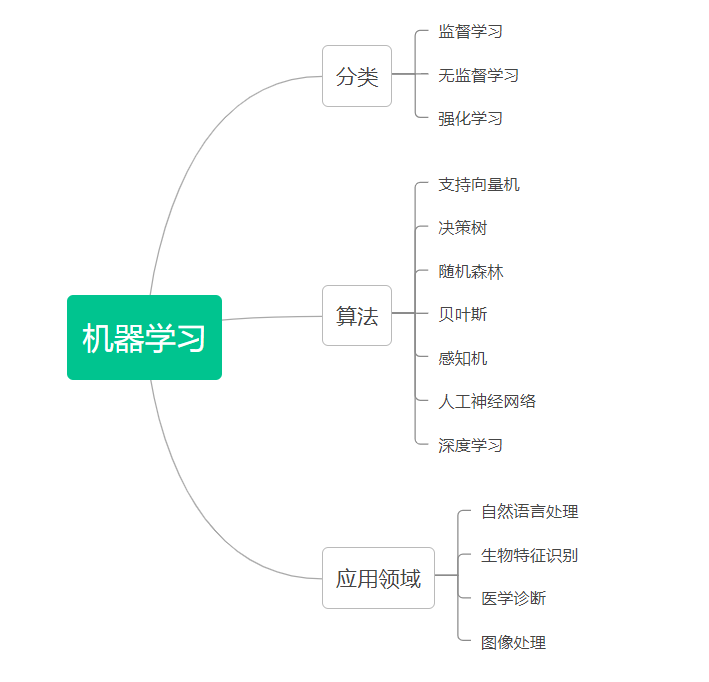 机器学习
分类
监督学习
无监督学习
强化学习
算法
支持向量机
决策树
随机森林
贝叶斯
感知机
人工神经网络
深度学习
应用领域
自然语言处理
生物特征识别
医学诊断
图像处理